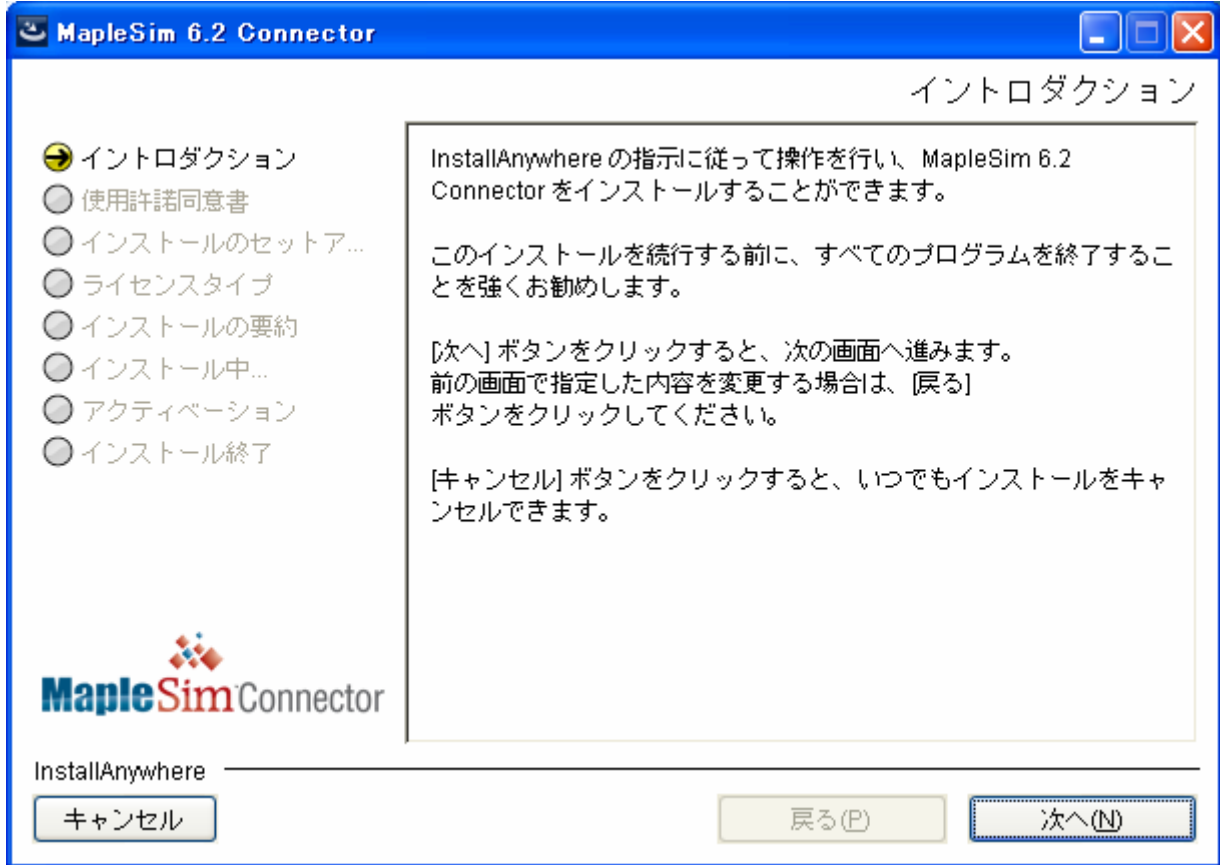 MapleSim 6.2 Connector
イントロダクション
イントロダクション
使用許諾同意書
インストールのセットア...
ライセンスタイプ
インストールの要約
インストール中...
アクティベーション
インストール終了
InstallAnywhere の指示に従って操作を行い、MapleSim 6.2
Connector をインストールすることができます。
このインストールを続行する前に、すべてのプログラムを終了するこ
とを強くお勧めします。
[次へ] ボタンをクリックすると、次の画面へ進みます。
前の画面で指定した内容を変更する場合は、[戻る]
ボタンをクリックしてください。
[キャンセル] ボタンをクリックすると、いつでもインストールをキャ
ンセルできます。
MapleSim Connector
InstallAnywhere
キャンセル
戻る(P)
次へ(N)